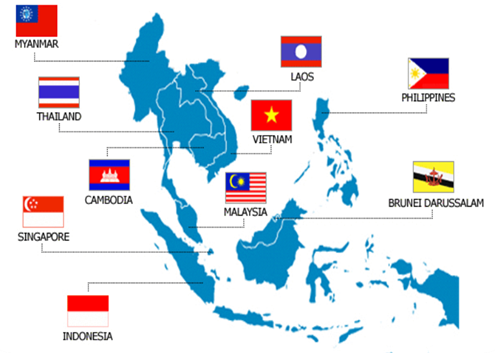 MYANMAR
LAOS
PHILIPPINES
THAILAND
VIETNAM
CAMBODIA
MALAYSIA
BRUNEI DARUSSALAM
SINGAPORE
INDONESIA